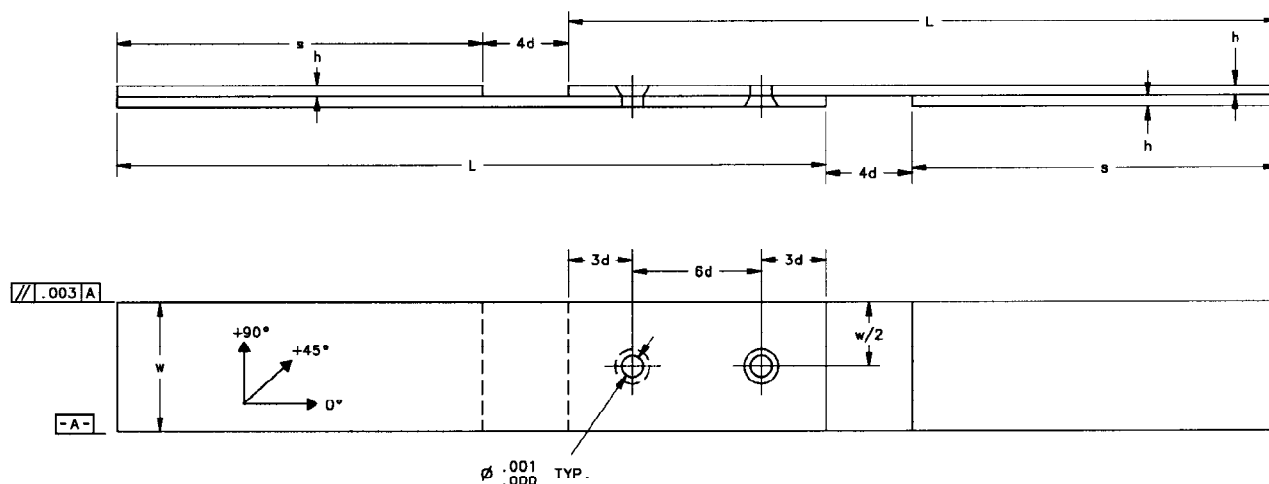 L
s
4d
h
h
L
4d
h
s
3d
6d
3d
// .003 A
+90°
+45°
0°
w
w/2
-A-
Ø .001 TYP.
.000